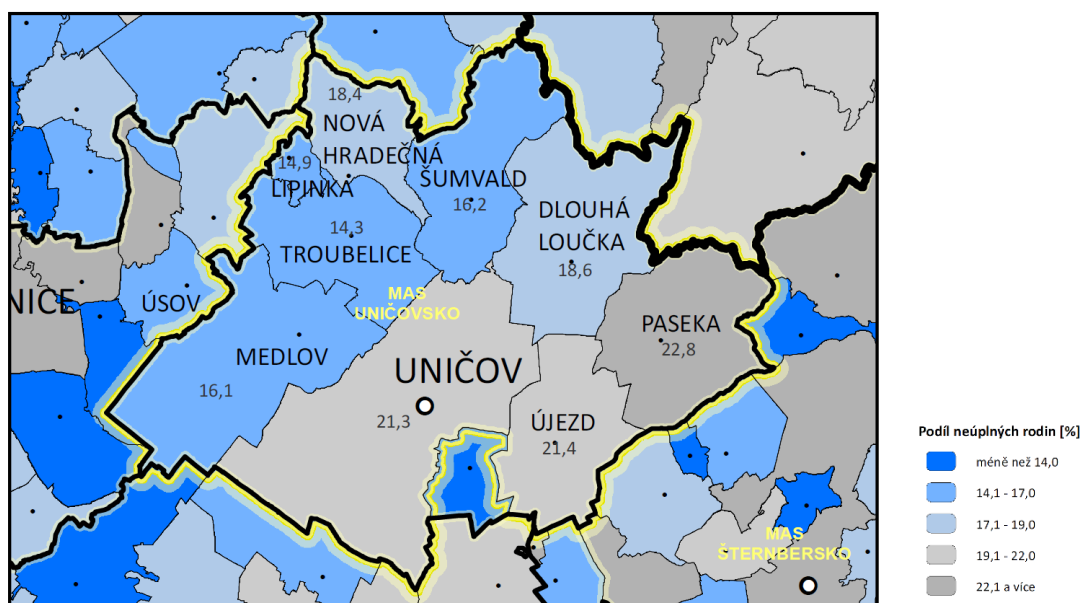 18,4
NOVÁ
HRADEČNÁ
14,9
LIPINKA
ŠUMVALD
16,2
14,3
TROUBELICE
DLOUHÁ
LOUČKA
18,6
NICE
ÚSOV
MAS
UNIČOVSKO
PASEKA
22,8
MEDLOV
16,1
UNIČOV
21,3
ÚJEZD
21,4
MAS
ŠTERNBERSKO
Podíl neúplných rodin [%]
méně než 14,0
14,1 - 17,0
17,1 - 19,0
19,1 - 22,0
22,1 a více